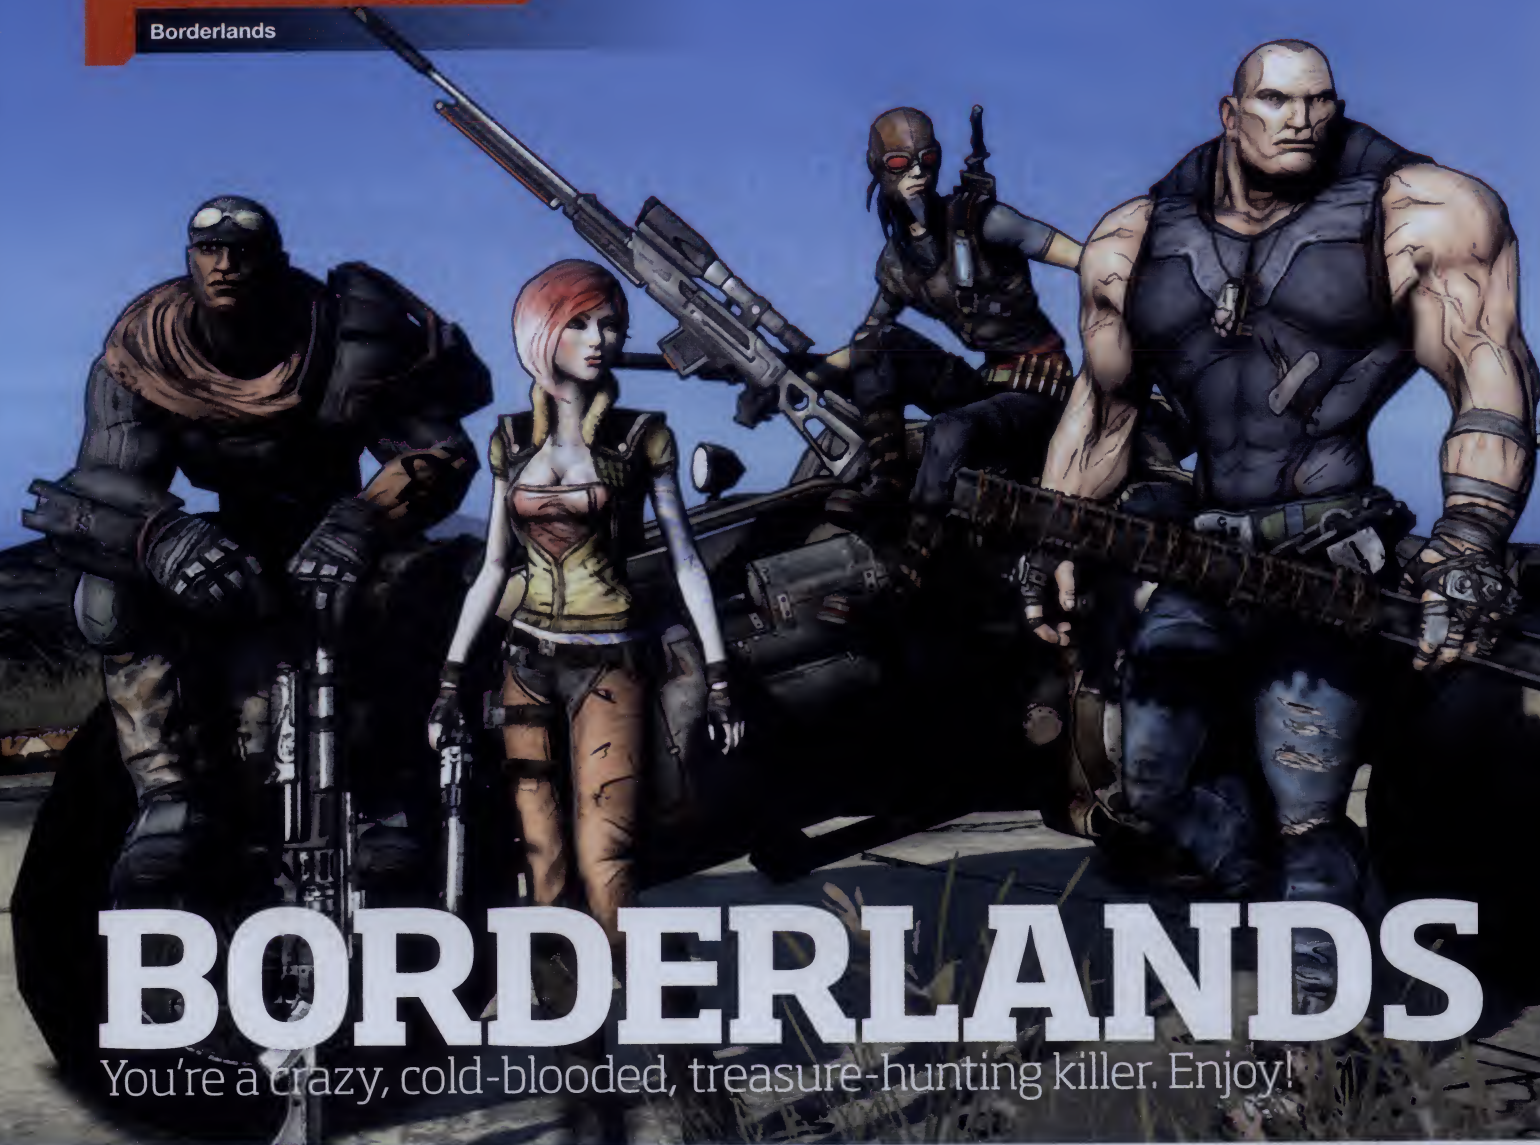 Borderlands
BORDERLANDS
You're a crazy, cold-blooded, treasure-hunting killer. Enjoy!